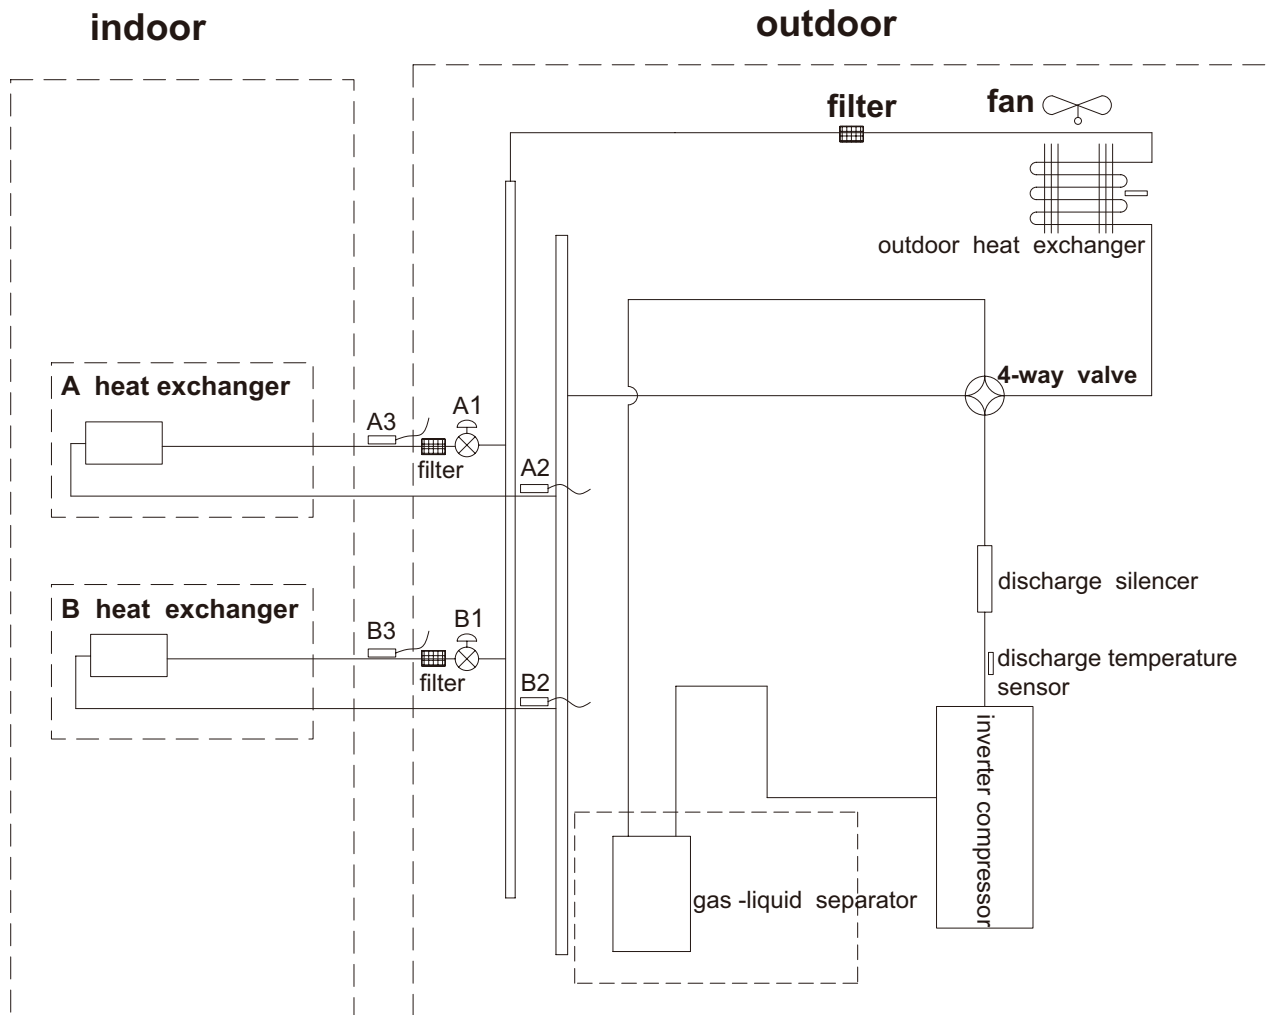 indoor
outdoor
filter
fan
outdoor heat exchanger
4-way valve
A heat exchanger
A3
A1
filter
A2
B heat exchanger
B3
B1
filter
B2
discharge silencer
discharge temperature
sensor
inverter compressor
gas -liquid separator